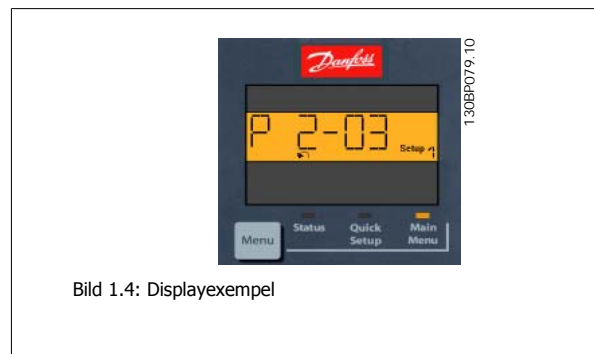 Danfoss
130BP079.10
P 2-03
Setup 1
Menu
Status
Quick
Setup
Main
Menu
Bild 1.4: Displayexempel